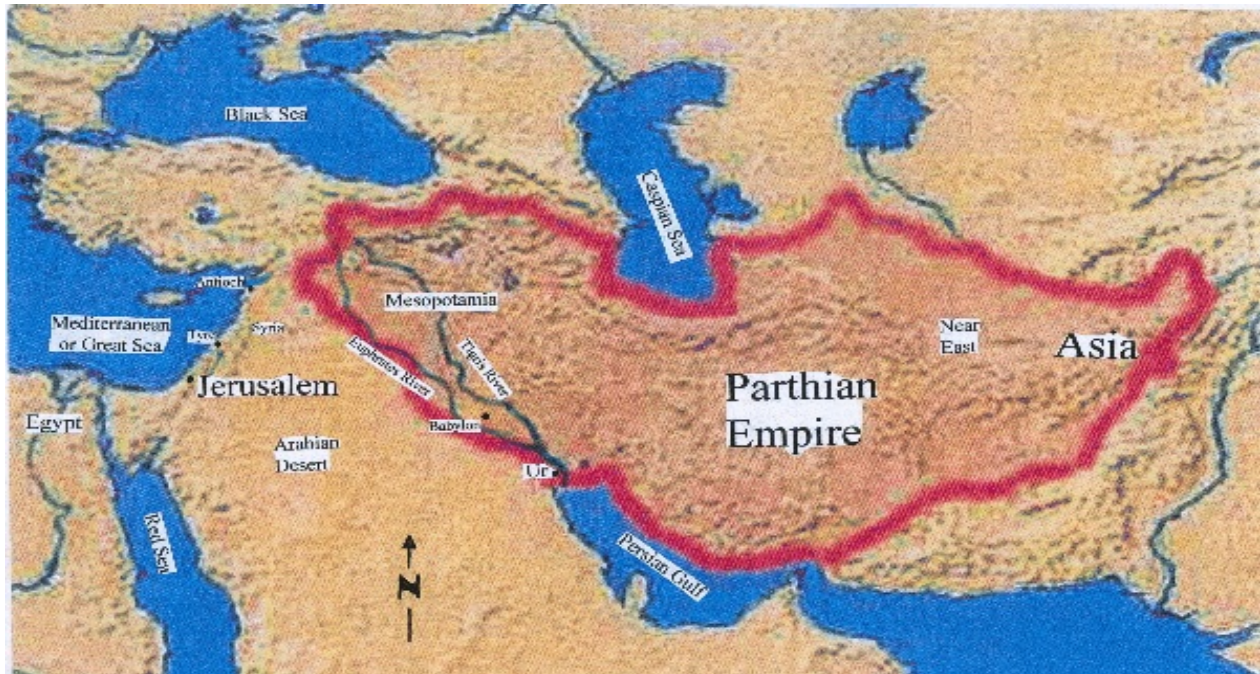 Black Sea
Caspian Sea
Antioch
Mesopotamia
Mediterranean
or Great Sea
Tyre
Syria
Near
East
Asia
Euphrates River
Tigris River
Jerusalem
Parthian
Empire
Egypt
Babylon
Arabian
Desert
Ur
Red Sea
Persian Gulf
N